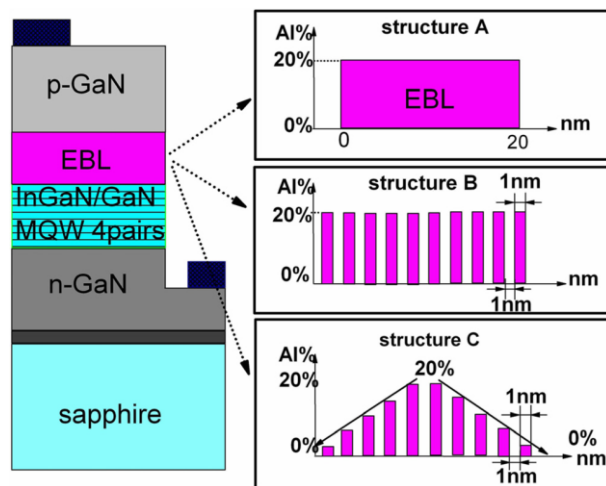 p-GaN
EBL
InGaN/GaN
MQW 4pairs
n-GaN
sapphire
structure A
Al%
20%
EBL
0%
0
20
nm
structure B
Al%
1nm
20%
0%
nm
1nm
structure C
Al%
20%
20%
1nm
0%
0%
nm
1nm